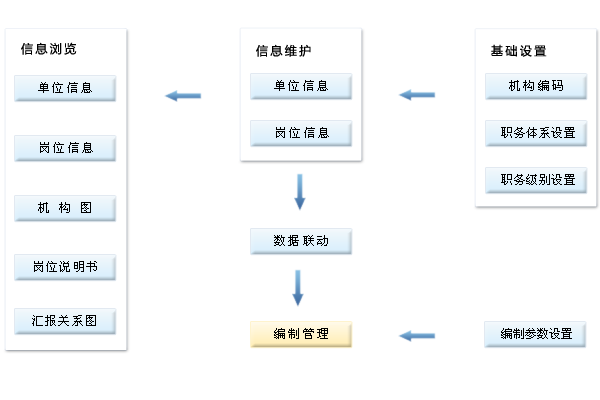 信息浏览
单位信息
岗位信息
机 构 图
岗位说明书
汇报关系图
信息维护
单位信息
岗位信息
数据联动
编制管理
基础设置
机构编码
职务体系设置
职务级别设置
编制参数设置